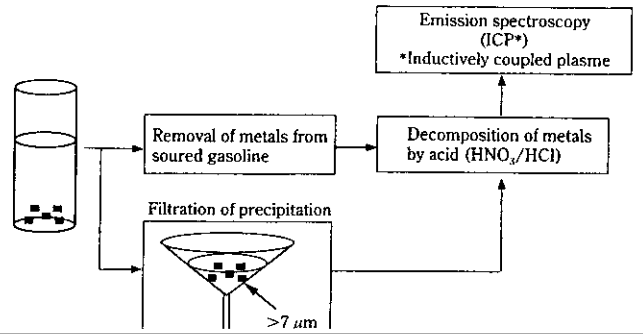 Emission spectroscopy
(ICP*)
*Inductively coupled plasme
Removal of metals from
soured gasoline
Decomposition of metals
by acid (HNO₃/HCl)
Filtration of precipitation
>7 μm